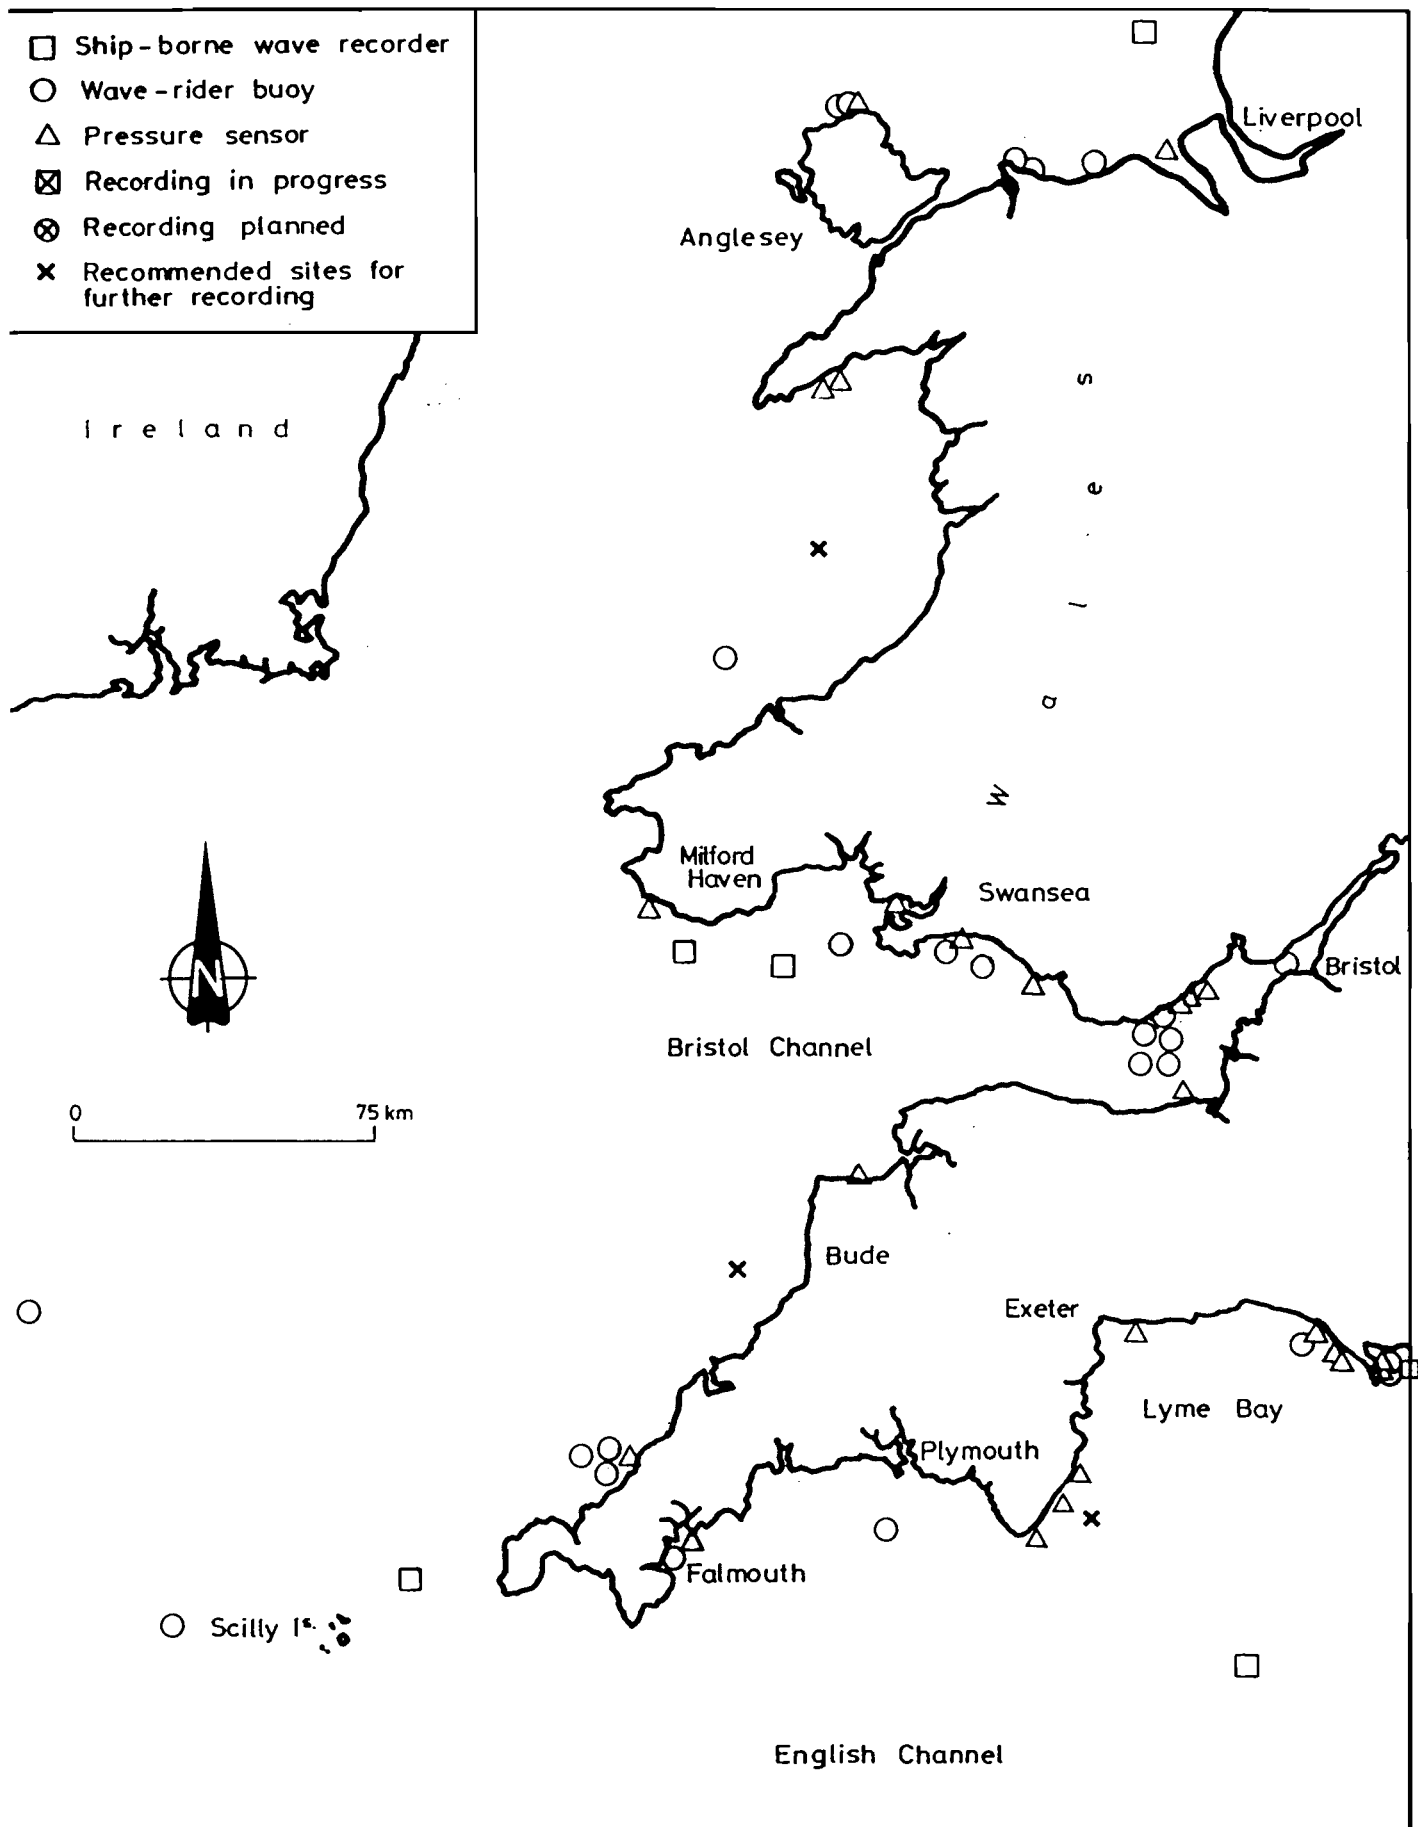 Ship-borne wave recorder
Wave-rider buoy
Pressure sensor
Recording in progress
Recording planned
Recommended sites for
further recording
Liverpool
Anglesey
Ireland
Wales
Milford
Haven
Swansea
N
Bristol
Bristol Channel
0 75 km
Bude
Exeter
Lyme Bay
Plymouth
Falmouth
Scilly Is.
English Channel